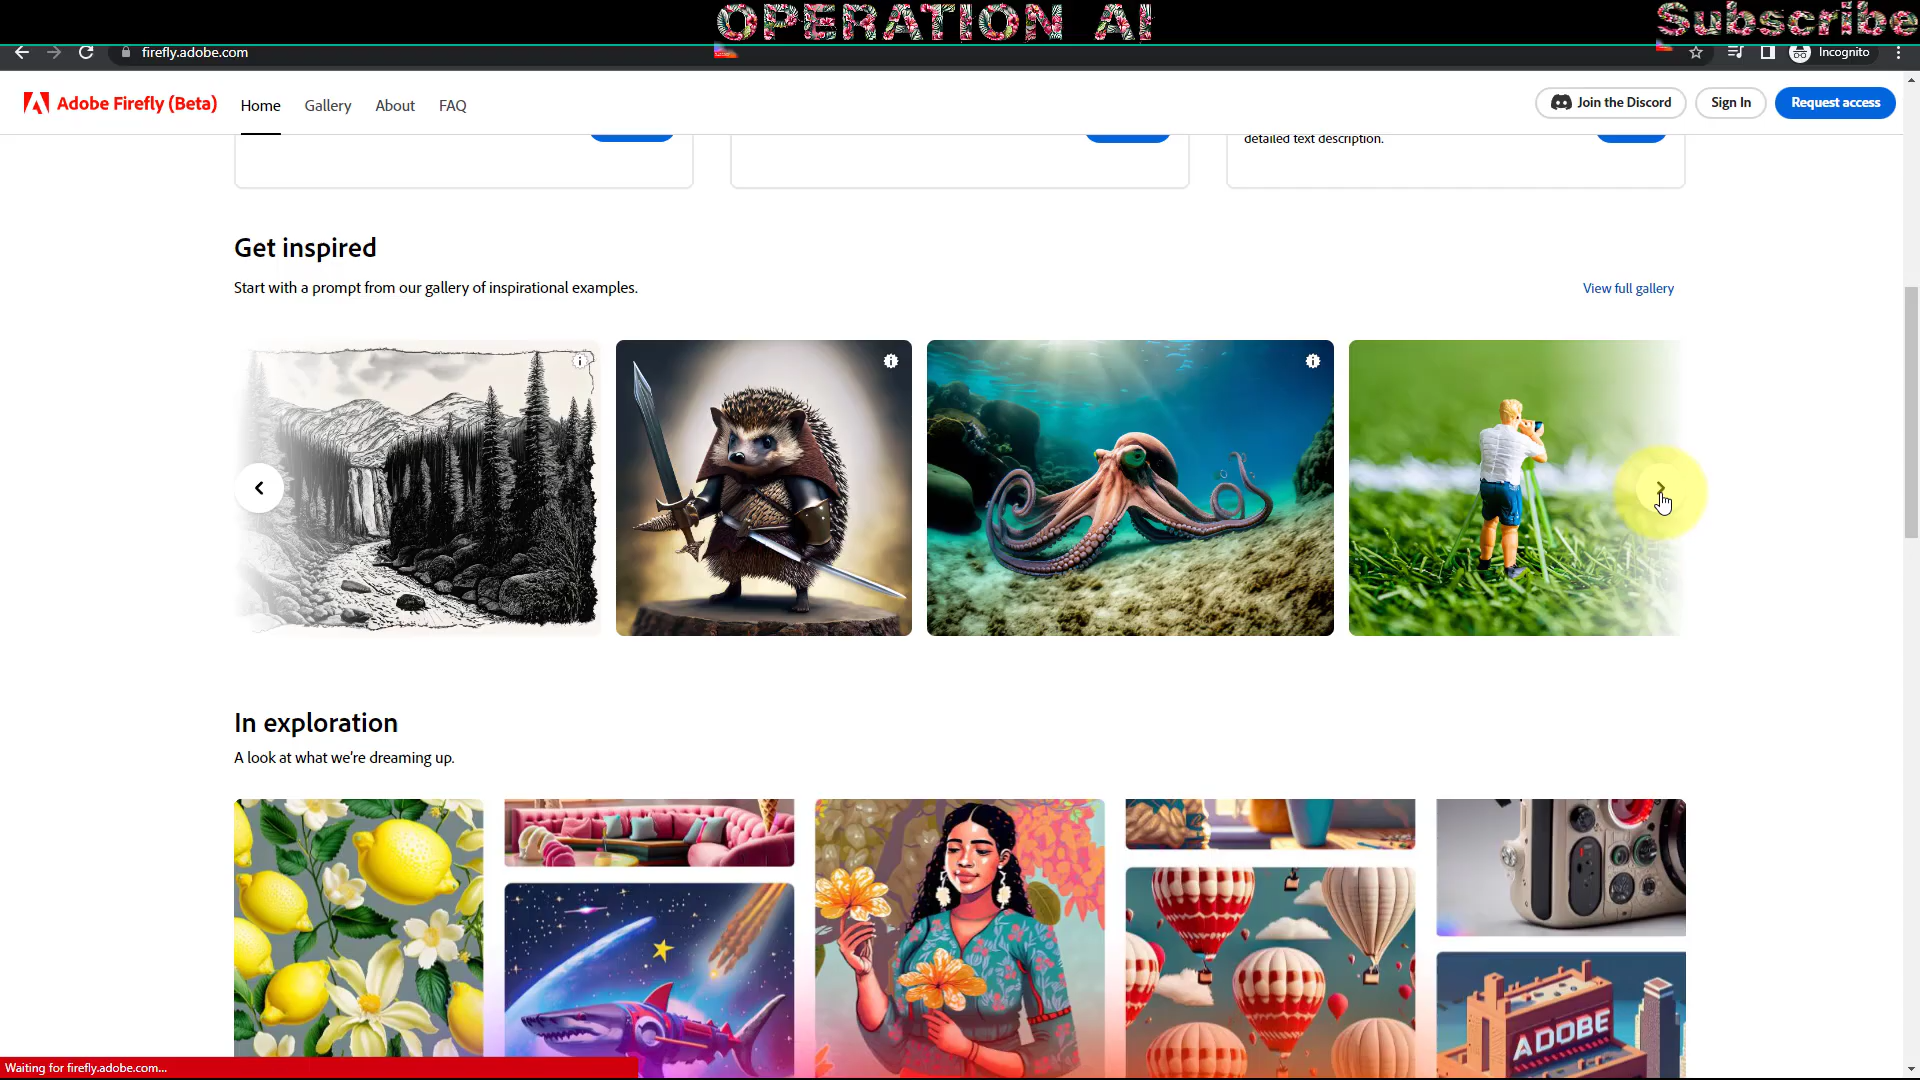 OPERATION AI
Subscribe
firefly.adobe.com
Incognito
Adobe Firefly (Beta)
Home
Gallery
About
FAQ
Join the Discord
Sign In
Request access
detailed text description.
Get inspired
Start with a prompt from our gallery of inspirational examples.
View full gallery
In exploration
A look at what we're dreaming up.
ADOBE
Waiting for firefly.adobe.com...